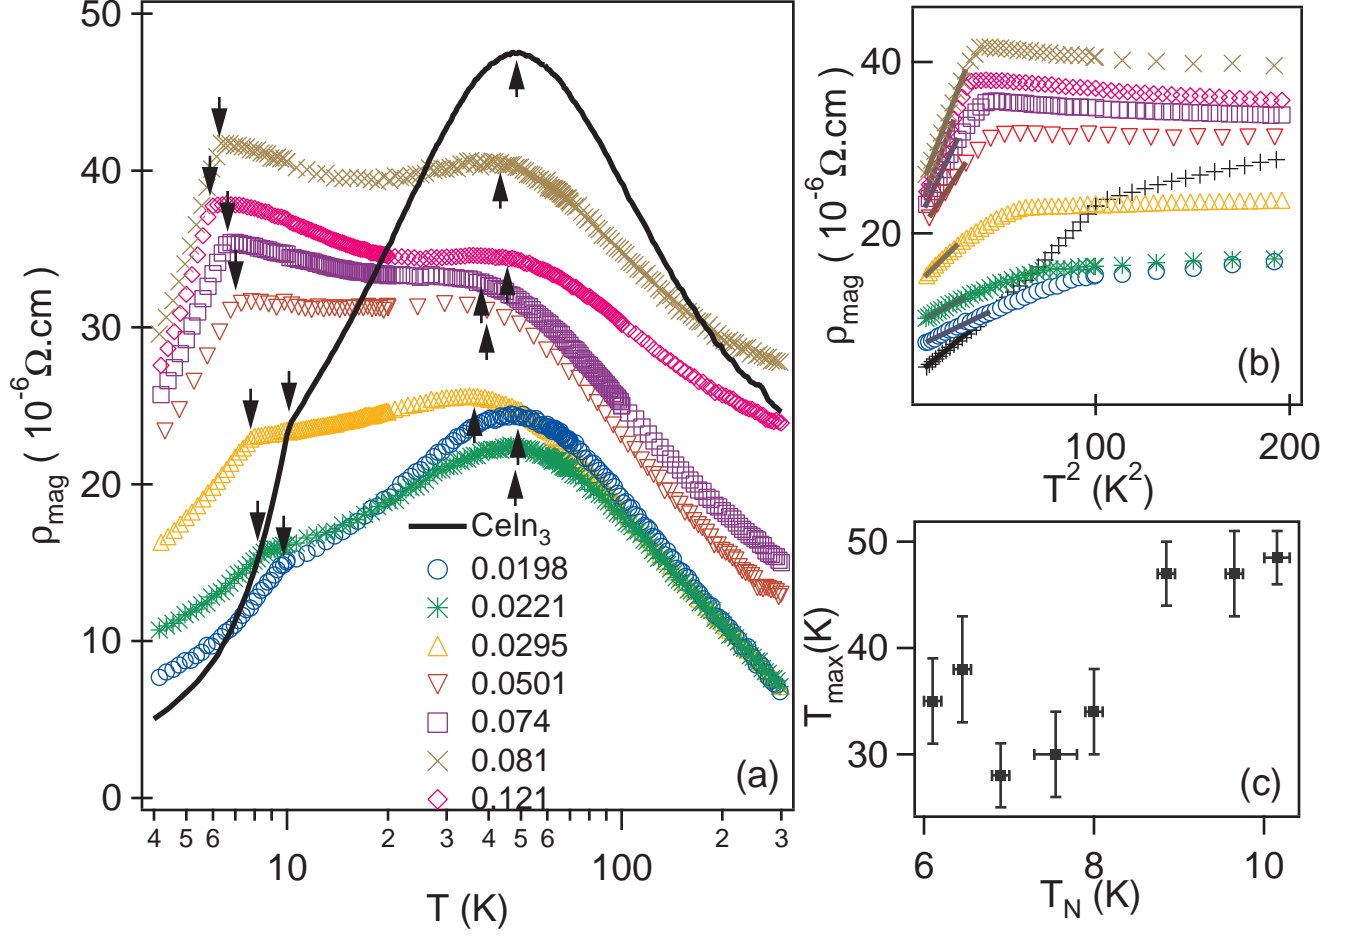 50
40
30
20
10
0
ρmag ( 10-6Ω.cm)
CeIn3
0.0198
0.0221
0.0295
0.0501
0.074
0.081
0.121
(a)
4 5 6 10 2 3 4 5 6 100 2 3
T (K)
40
20
ρmag ( 10-6Ω.cm)
(b)
100 200
T2 (K2)
50
40
30
Tmax(K)
(c)
6 8 10
TN (K)